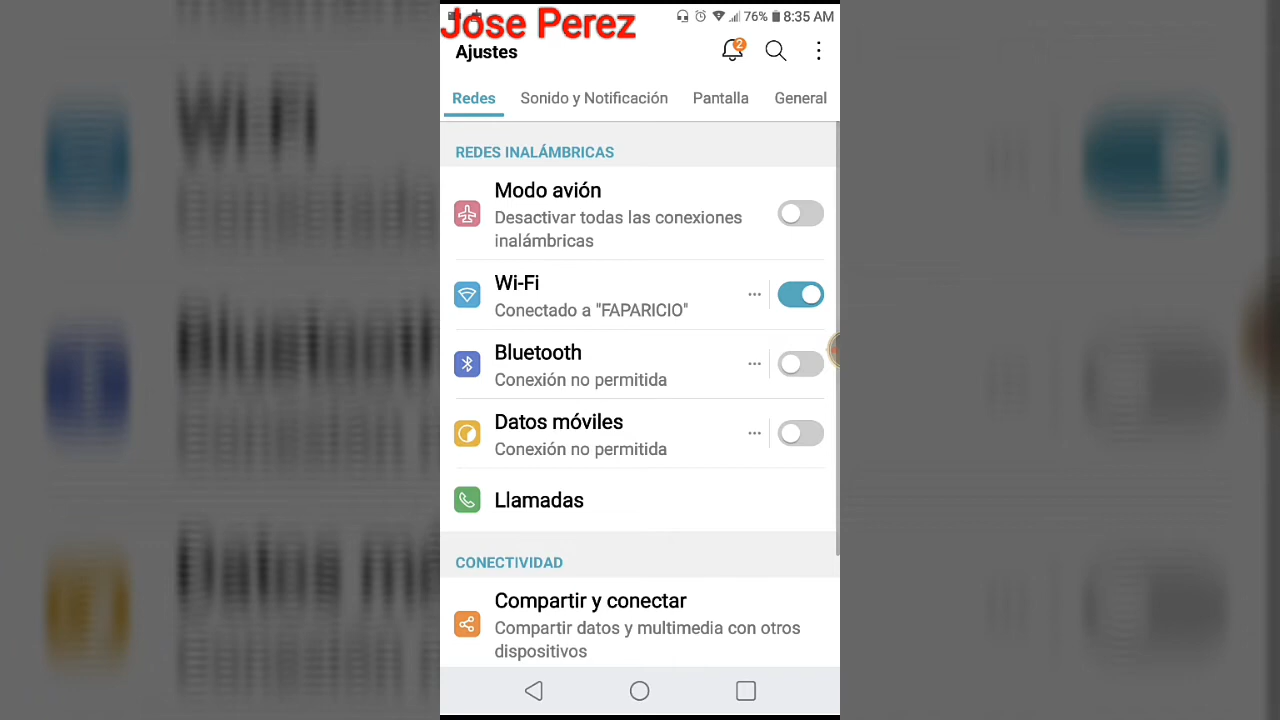 Jose Perez
76% 8:35 AM
Ajustes
2
Redes Sonido y Notificación Pantalla General
REDES INALÁMBRICAS
Modo avión
Desactivar todas las conexiones
inalámbricas
Wi-Fi
Conectado a "FAPARICIO"
Bluetooth
Conexión no permitida
Datos móviles
Conexión no permitida
Llamadas
CONECTIVIDAD
Compartir y conectar
Compartir datos y multimedia con otros
dispositivos